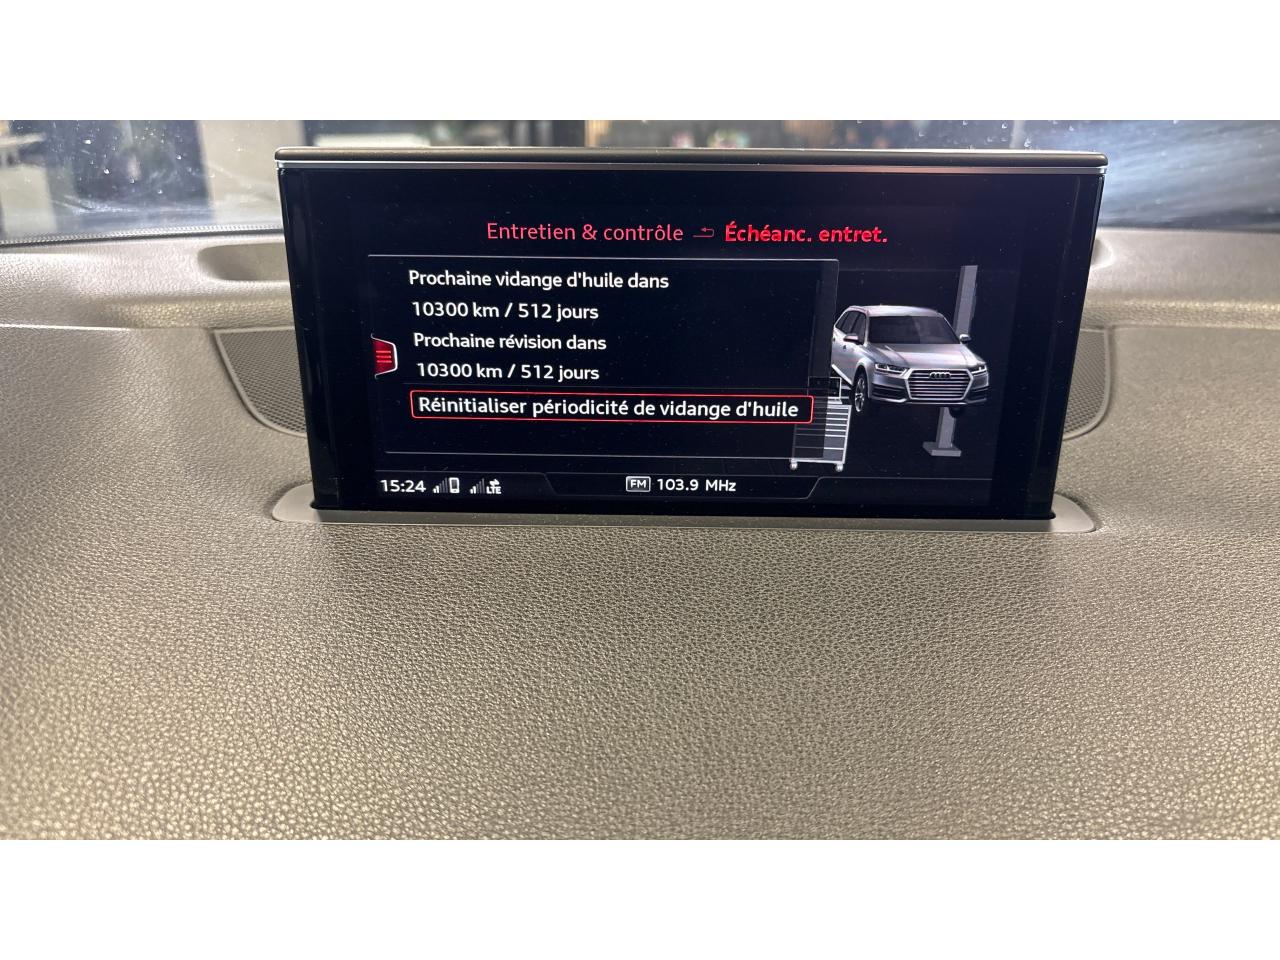 Entretien & contrôle Échéanc. entret.
Prochaine vidange d'huile dans
10300 km / 512 jours
Prochaine révision dans
10300 km / 512 jours
Réinitialiser périodicité de vidange d'huile
15:24 LTE FM 103.9 MHz